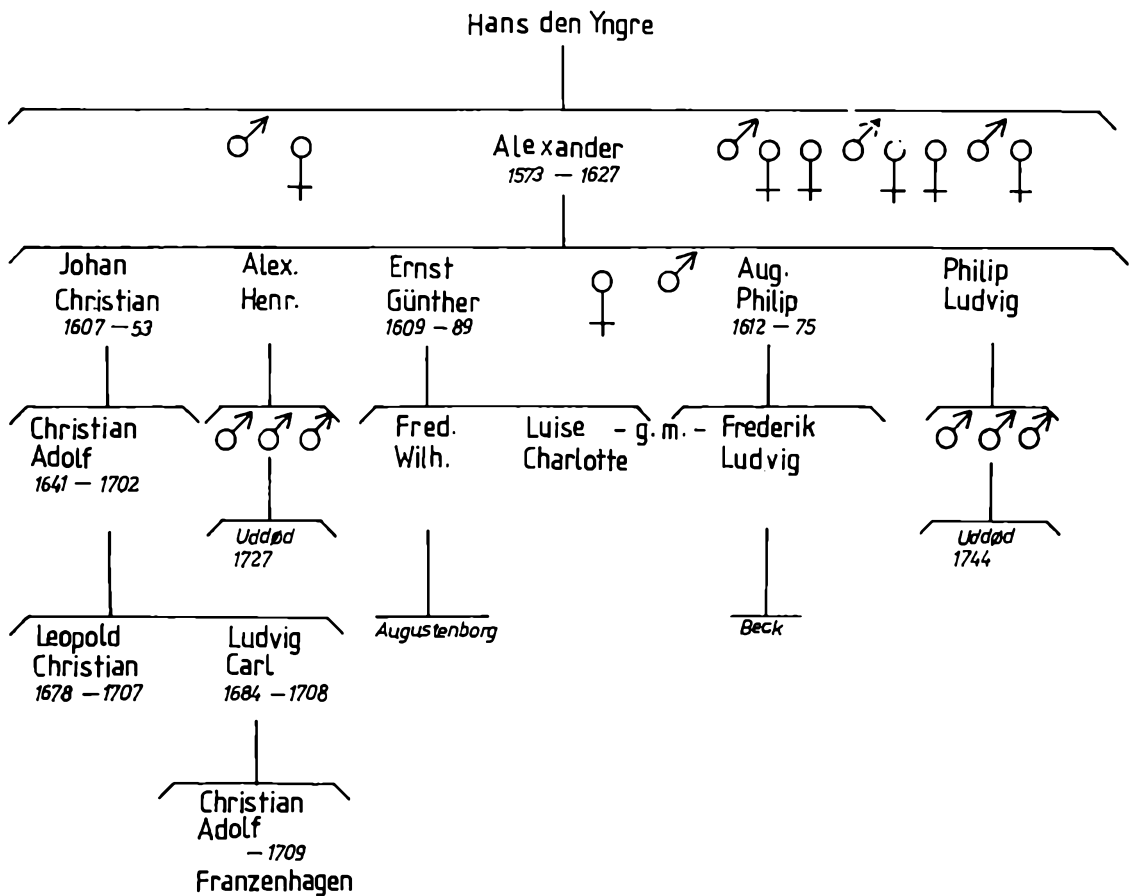 Hans den Yngre
Alexander
1573 – 1627
Johan
Christian
1607 – 53
Alex.
Henr.
Ernst
Günther
1609 – 89
Aug.
Philip
1612 – 75
Philip
Ludvig
Christian
Adolf
1641 – 1702
Fred.
Wilh.
Luise
Charlotte
- g.m. -
Frederik
Ludvig
Uddød
1727
Uddød
1744
Leopold
Christian
1678 – 1707
Ludvig
Carl
1684 – 1708
Augustenborg
Beck
Christian
Adolf
– 1709
Franzenhagen